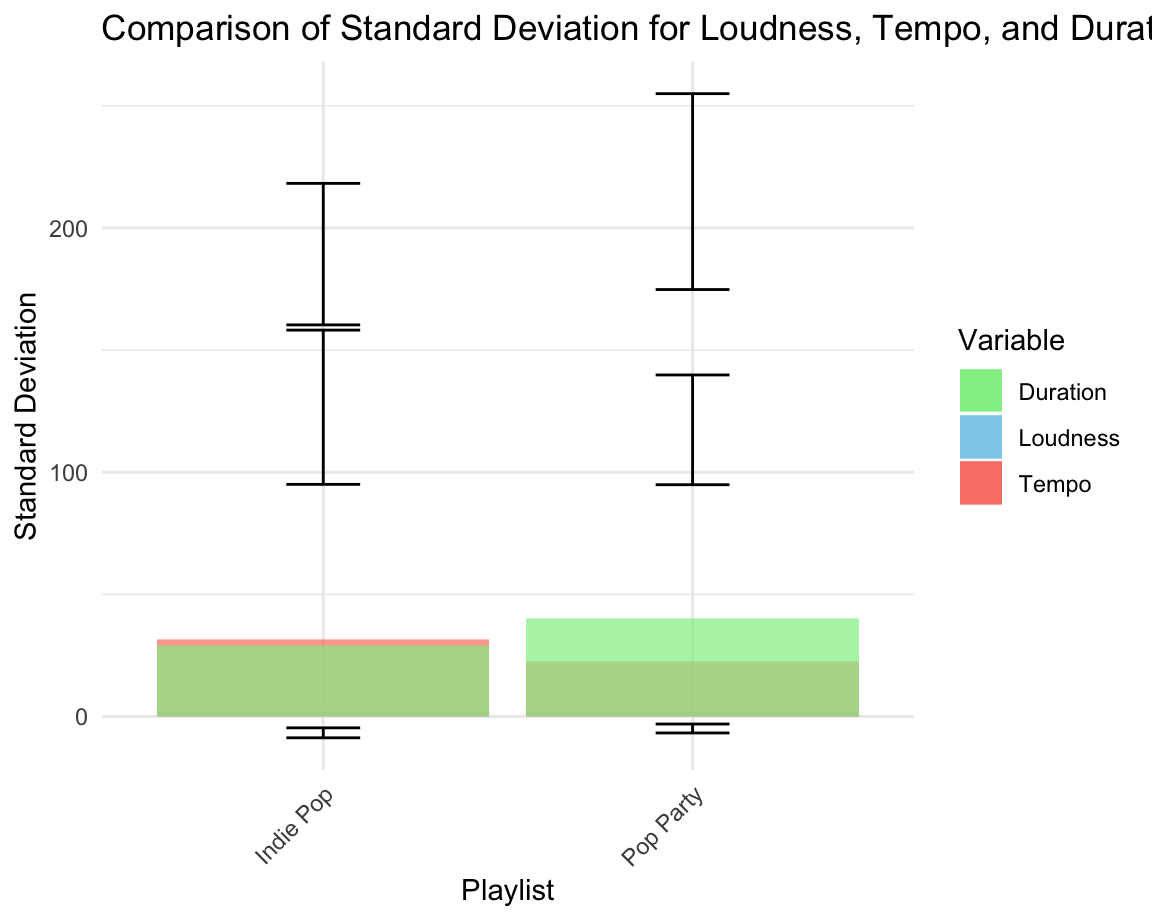 Comparison of Standard Deviation for Loudness, Tempo, and Durat
Standard Deviation
200
100
0
Indie Pop
Pop Party
Playlist
Variable
Duration
Loudness
Tempo